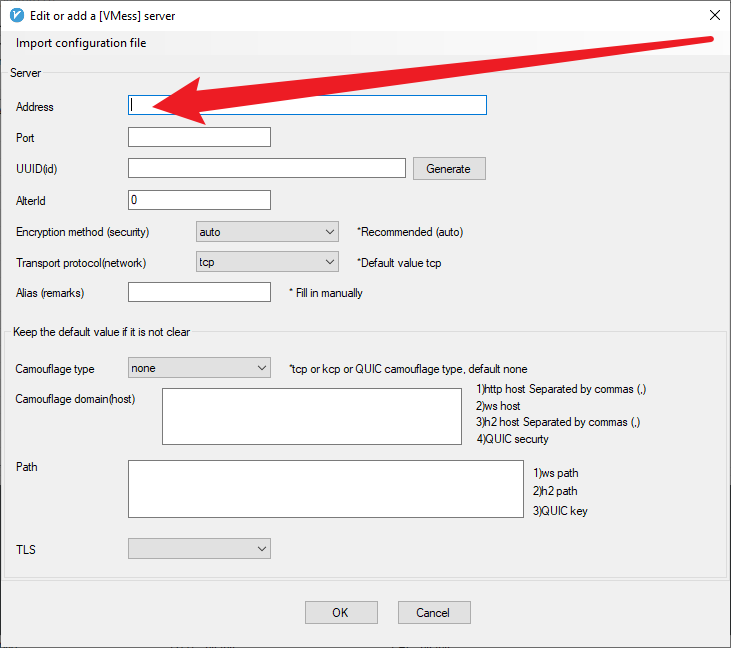 Edit or add a [VMess] server
Import configuration file
Server
Address
Port
UUID(id)
Generate
AlterId
0
Encryption method (security)
auto
*Recommended (auto)
Transport protocol(network)
tcp
*Default value tcp
Alias (remarks)
* Fill in manually
Keep the default value if it is not clear
Camouflage type
none
*tcp or kcp or QUIC camouflage type, default none
Camouflage domain(host)
1)http host Separated by commas (,)
2)ws host
3)h2 host Separated by commas (,)
4)QUIC securty
Path
1)ws path
2)h2 path
3)QUIC key
TLS
OK
Cancel